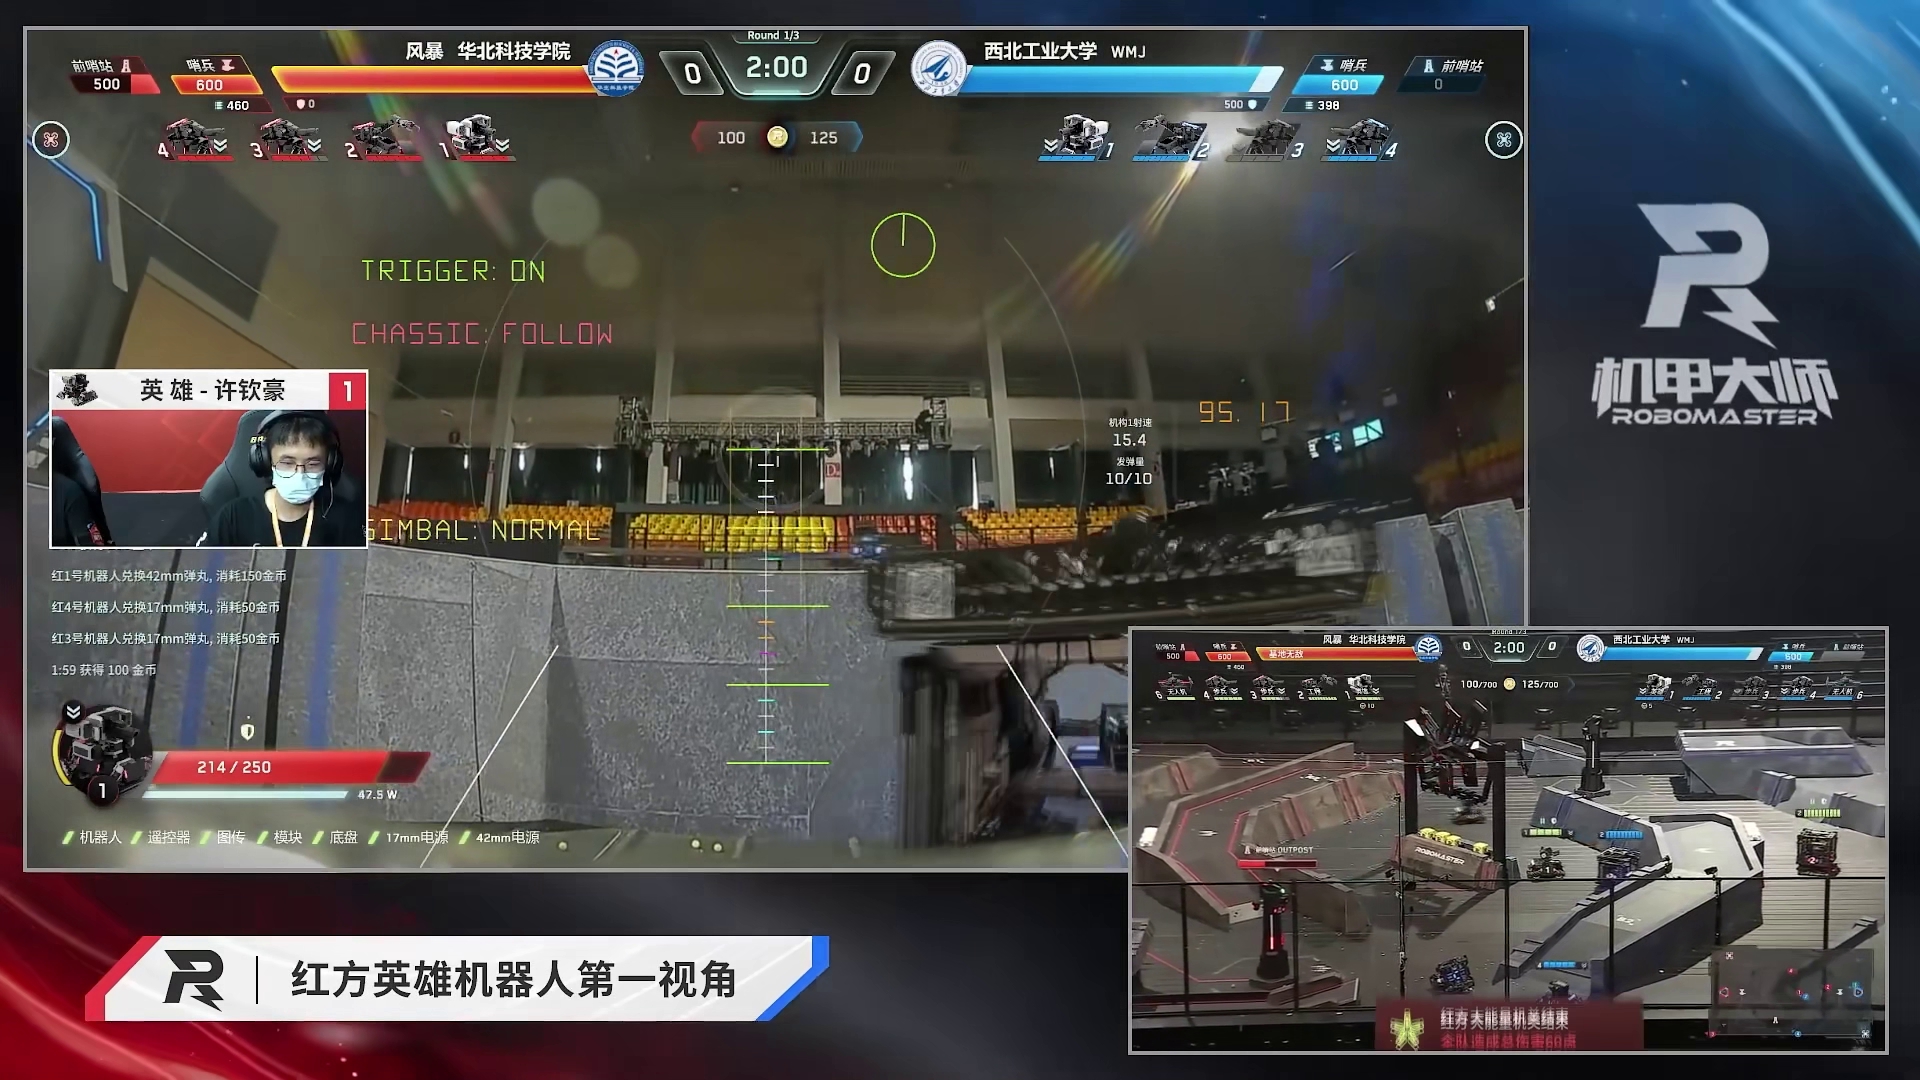 Round 1/3
风暴 华北科技学院
0
2:00
0
西北工业大学 WMJ
前哨站
500
哨兵
600
460
0
500
哨兵
600
398
前哨站
0
4
3
2
1
100
125
1
2
3
4
TRIGGER: ON
CHASSIC: FOLLOW
英雄-许钦豪
1
机构1射速
15.4
发弹量
10/10
95.17
GIMBAL: NORMAL
红1号机器人兑换42mm弹丸, 消耗150金币
红4号机器人兑换17mm弹丸, 消耗50金币
红3号机器人兑换17mm弹丸, 消耗50金币
1:59 获得 100 金币
1
214 / 250
47.5 W
机器人
遥控器
图传
模块
底盘
17mm电源
42mm电源
机甲大师
ROBOMASTER
红方英雄机器人第一视角
风暴 华北科技学院
0
2:00
0
西北工业大学 WMJ
500
600
基地无敌
600
100/700
125/700
OUTPOST
ROBOMASTER
红方 大能量机关结束